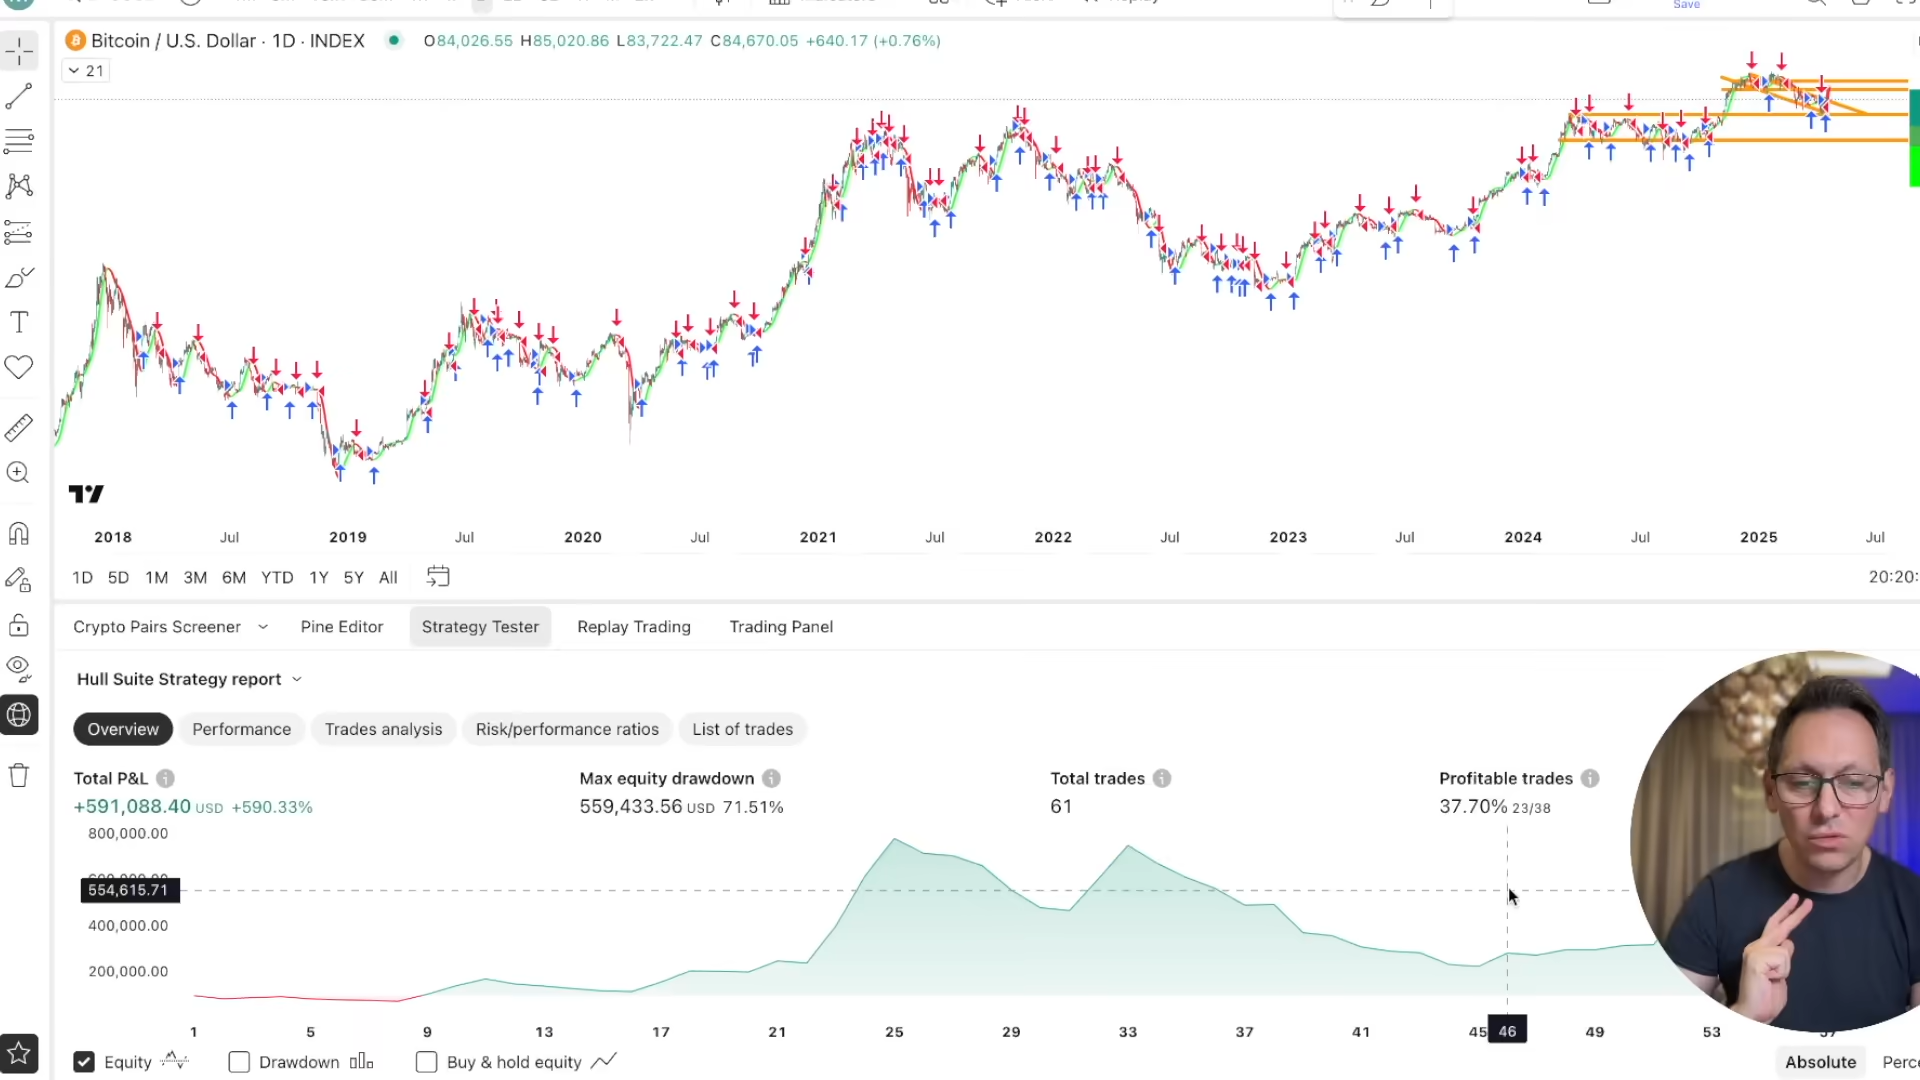 Save
Bitcoin / U.S. Dollar · 1D · INDEX O84,026.55 H85,020.86 L83,722.47 C84,670.05 +640.17 (+0.76%)
21
2018 Jul 2019 Jul 2020 Jul 2021 Jul 2022 Jul 2023 Jul 2024 Jul 2025 Jul
1D 5D 1M 3M 6M YTD 1Y 5Y All 20:20:
Crypto Pairs Screener Pine Editor Strategy Tester Replay Trading Trading Panel
Hull Suite Strategy report
Overview Performance Trades analysis Risk/performance ratios List of trades
Total P&L Max equity drawdown Total trades Profitable trades
+591,088.40 USD +590.33% 559,433.56 USD 71.51% 61 37.70% 23/38
800,000.00
554,615.71
400,000.00
200,000.00
1 5 9 13 17 21 25 29 33 37 41 45 46 49 53
Equity Drawdown Buy & hold equity Absolute Perc